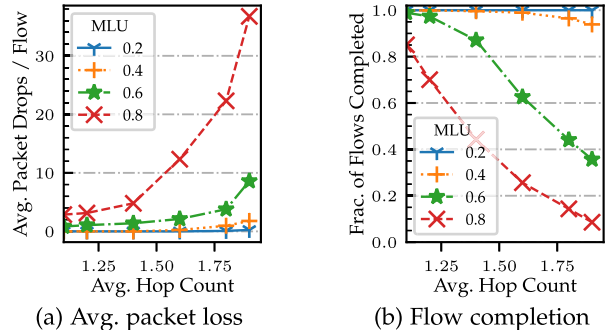 MLU
0.2
0.4
0.6
0.8
30
20
10
0
Avg. Packet Drops / Flow
1.25 1.50 1.75
Avg. Hop Count
(a) Avg. packet loss
1.0
0.8
0.6
0.4
0.2
0.0
Frac. of Flows Completed
MLU
0.2
0.4
0.6
0.8
1.25 1.50 1.75
Avg. Hop Count
(b) Flow completion